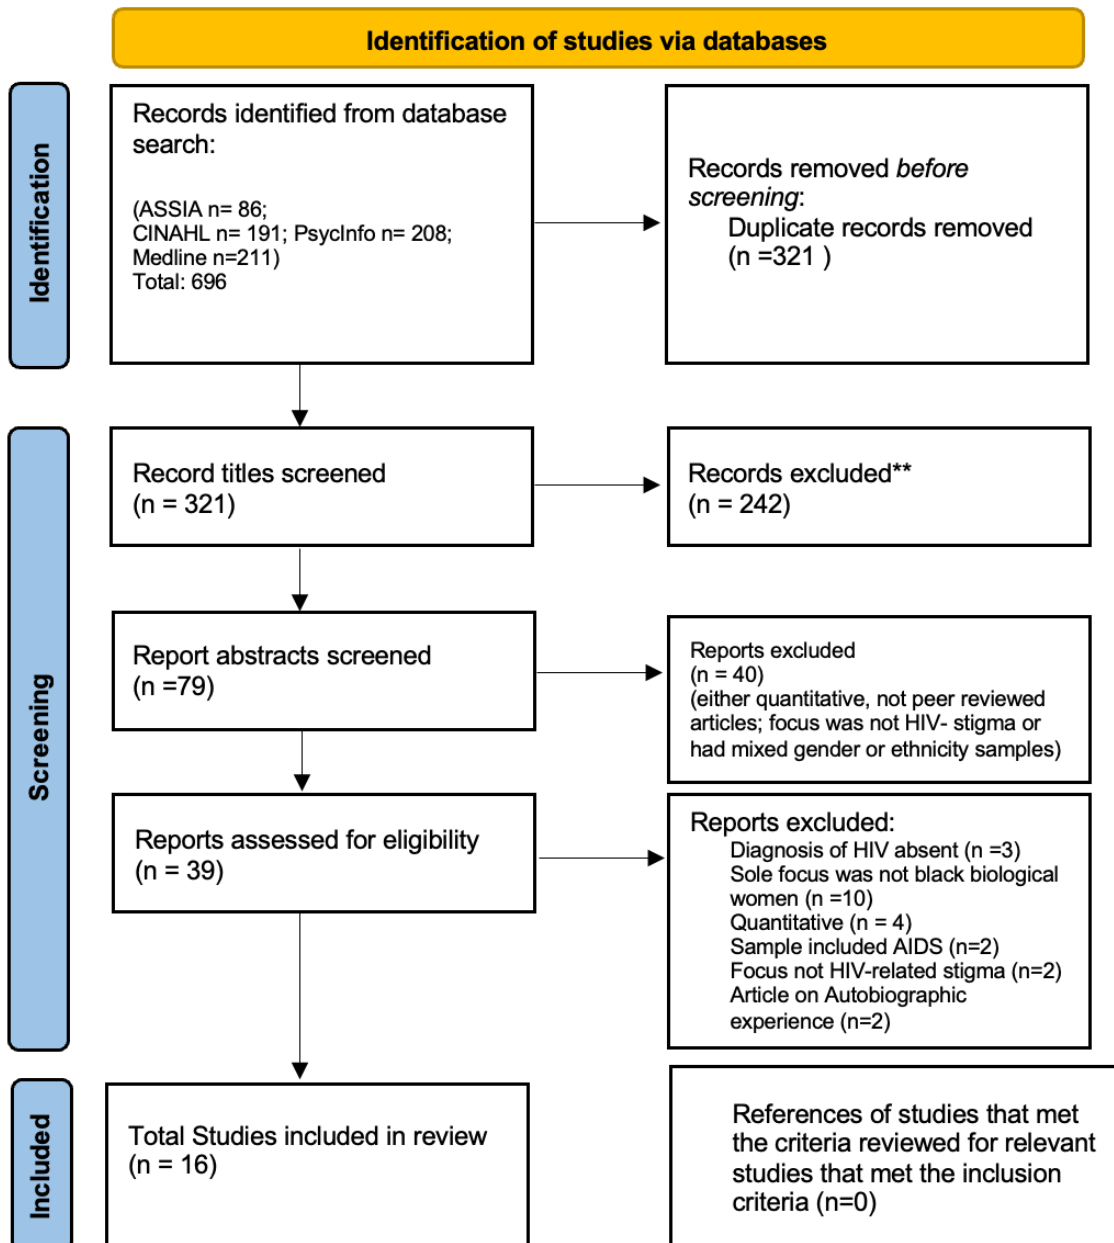 Identification of studies via databases
Identification
Records identified from database
search:
(ASSIA n= 86;
CINAHL n= 191; PsycInfo n= 208;
Medline n=211)
Total: 696
Records removed before
screening:
Duplicate records removed
(n =321 )
Screening
Record titles screened
(n = 321)
Records excluded**
(n = 242)
Report abstracts screened
(n =79)
Reports excluded
(n = 40)
(either quantitative, not peer reviewed
articles; focus was not HIV- stigma or
had mixed gender or ethnicity samples)
Reports assessed for eligibility
(n = 39)
Reports excluded:
Diagnosis of HIV absent (n =3)
Sole focus was not black biological
women (n =10)
Quantitative (n = 4)
Sample included AIDS (n=2)
Focus not HIV-related stigma (n=2)
Article on Autobiographic
experience (n=2)
Included
Total Studies included in review
(n = 16)
References of studies that met
the criteria reviewed for relevant
studies that met the inclusion
criteria (n=0)